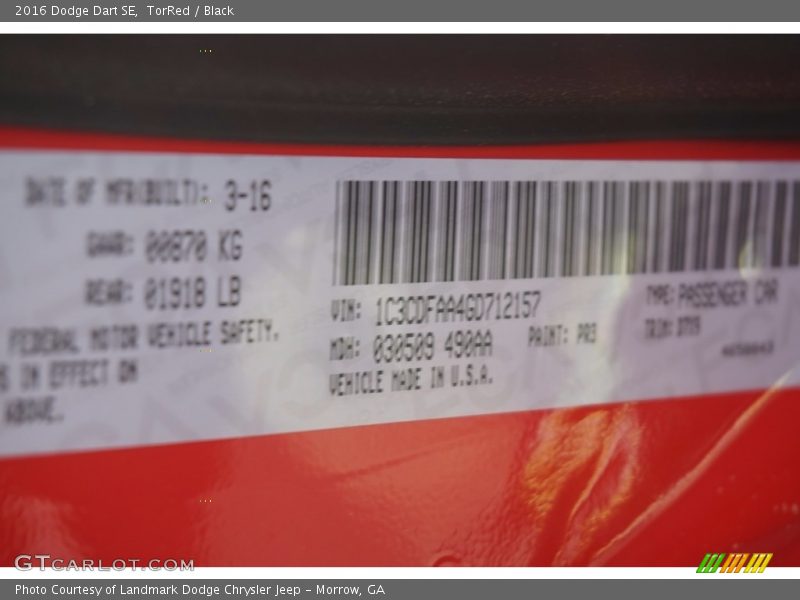 2016 Dodge Dart SE, TorRed / Black
DATE OF MFR(BUILT): 3-16
GAWR: 00870 KG
REAR: 01918 LB
FEDERAL MOTOR VEHICLE SAFETY,
IN EFFECT ON
ABOVE.
VIN: 1C3CDFAA4GD712157
MDH: 030509 490AA
VEHICLE MADE IN U.S.A.
PAINT: PR3
TYPE: PASSENGER CAR
TRIM:
GTCARLOT.COM
Photo Courtesy of Landmark Dodge Chrysler Jeep - Morrow, GA